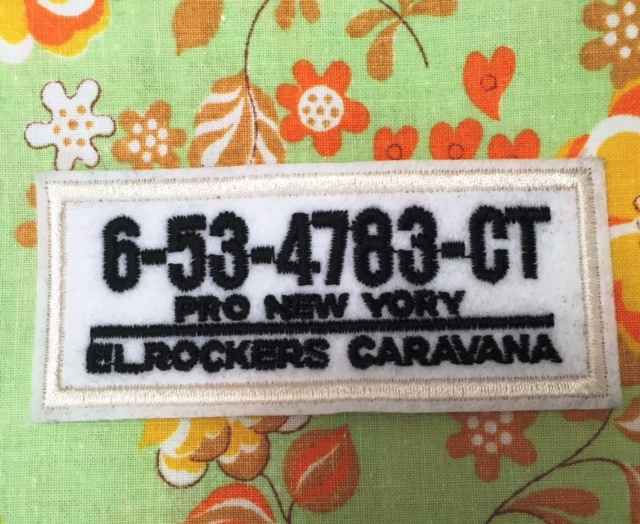 6-53-4783-CT
PRO NEW YORY
EL.ROCKERS CARAVANA